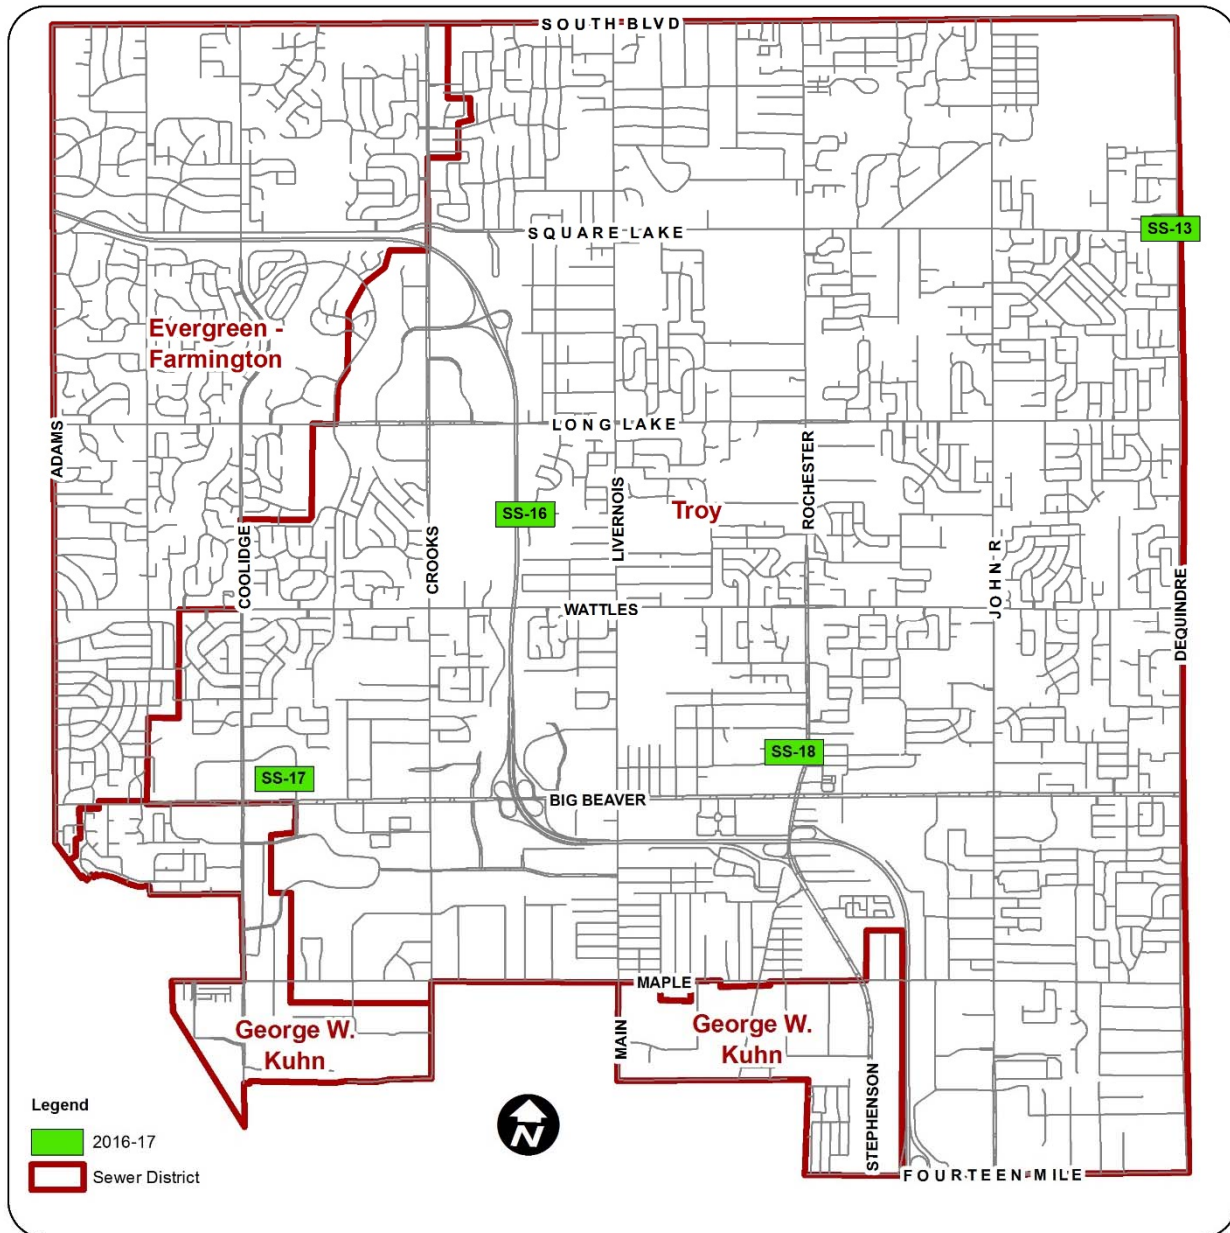 SOUTH BLVD
SS-13
SQUARE LAKE
Evergreen -
Farmington
ADAMS
LONG LAKE
ROCHESTER
SS-16
LIVERNOIS
Troy
COOLIDGE
CROOKS
JOHN R
DEQUINDRE
WATTLES
SS-17
SS-18
BIG BEAVER
MAPLE
George W.
Kuhn
MAIN
George W.
Kuhn
STEPHENSON
FOURTEEN MILE
Legend
2016-17
Sewer District
N